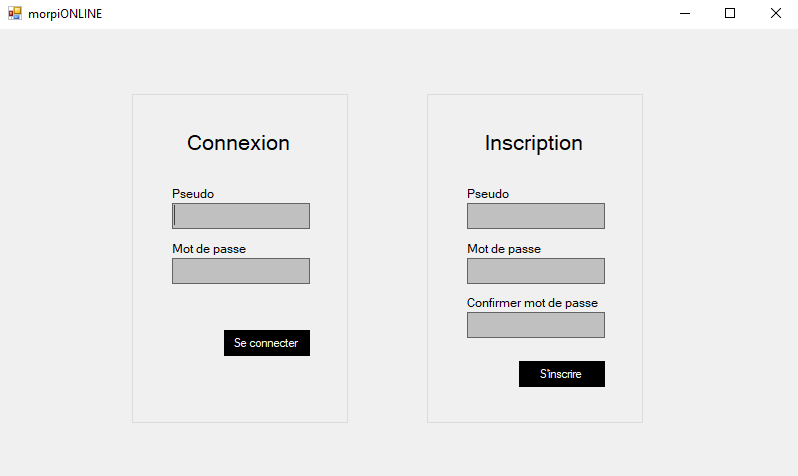 morpiONLINE
Connexion
Pseudo
Mot de passe
Se connecter
Inscription
Pseudo
Mot de passe
Confirmer mot de passe
S'inscrire